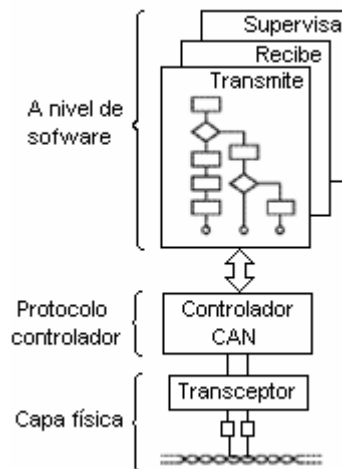 Supervisa
Recibe
Transmite
A nivel de
sofware
Protocolo
controlador
Controlador
CAN
Transceptor
Capa física